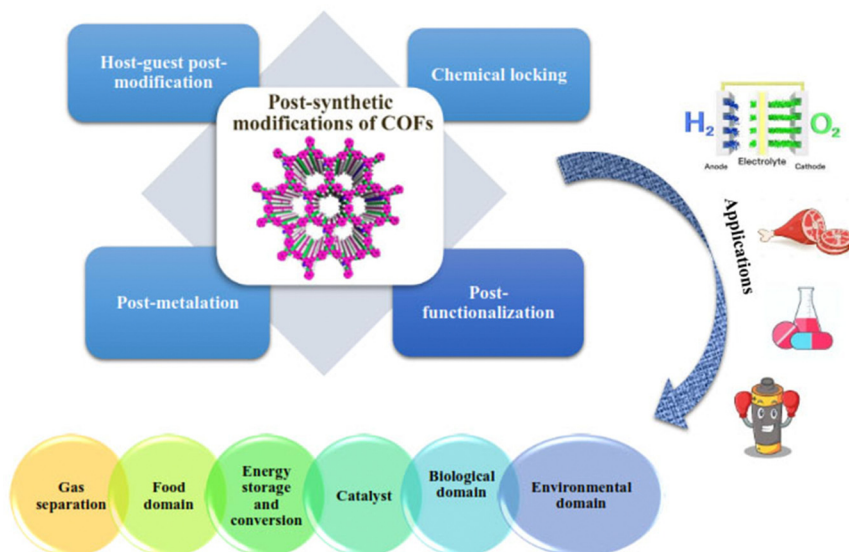 Host-guest post-
modification
Chemical locking
Post-synthetic
modifications of COFs
Post-metalation
Post-
functionalization
H2
O2
Anode
Electrolyte
Cathode
Applications
Gas
separation
Food
domain
Energy
storage
and
conversion
Catalyst
Biological
domain
Environmental
domain